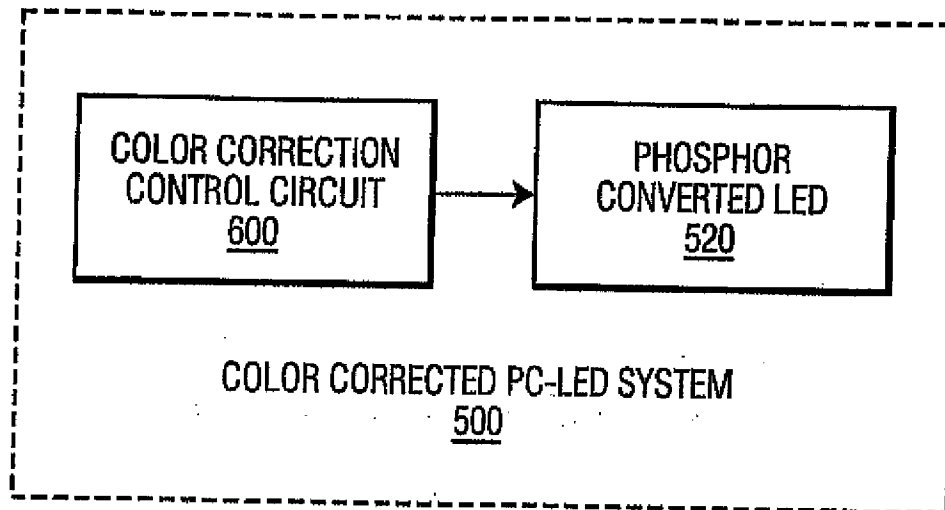 COLOR CORRECTION
CONTROL CIRCUIT
600
PHOSPHOR
CONVERTED LED
520
COLOR CORRECTED PC-LED SYSTEM
500